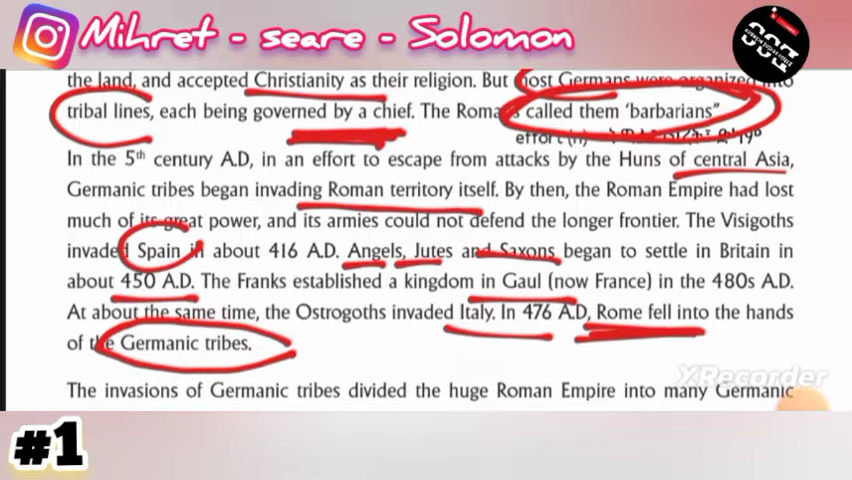 Mihret - seare - Solomon
the land, and accepted Christianity as their religion. But most Germans were organized into
tribal lines, each being governed by a chief. The Romans called them 'barbarians"
effort (n)
In the 5th century A.D, in an effort to escape from attacks by the Huns of central Asia,
Germanic tribes began invading Roman territory itself. By then, the Roman Empire had lost
much of its great power, and its armies could not defend the longer frontier. The Visigoths
invaded Spain in about 416 A.D. Angels, Jutes and Saxons began to settle in Britain in
about 450 A.D. The Franks established a kingdom in Gaul (now France) in the 480s A.D.
At about the same time, the Ostrogoths invaded Italy. In 476 A.D, Rome fell into the hands
of the Germanic tribes.
XRecorder
The invasions of Germanic tribes divided the huge Roman Empire into many Germanic
#1